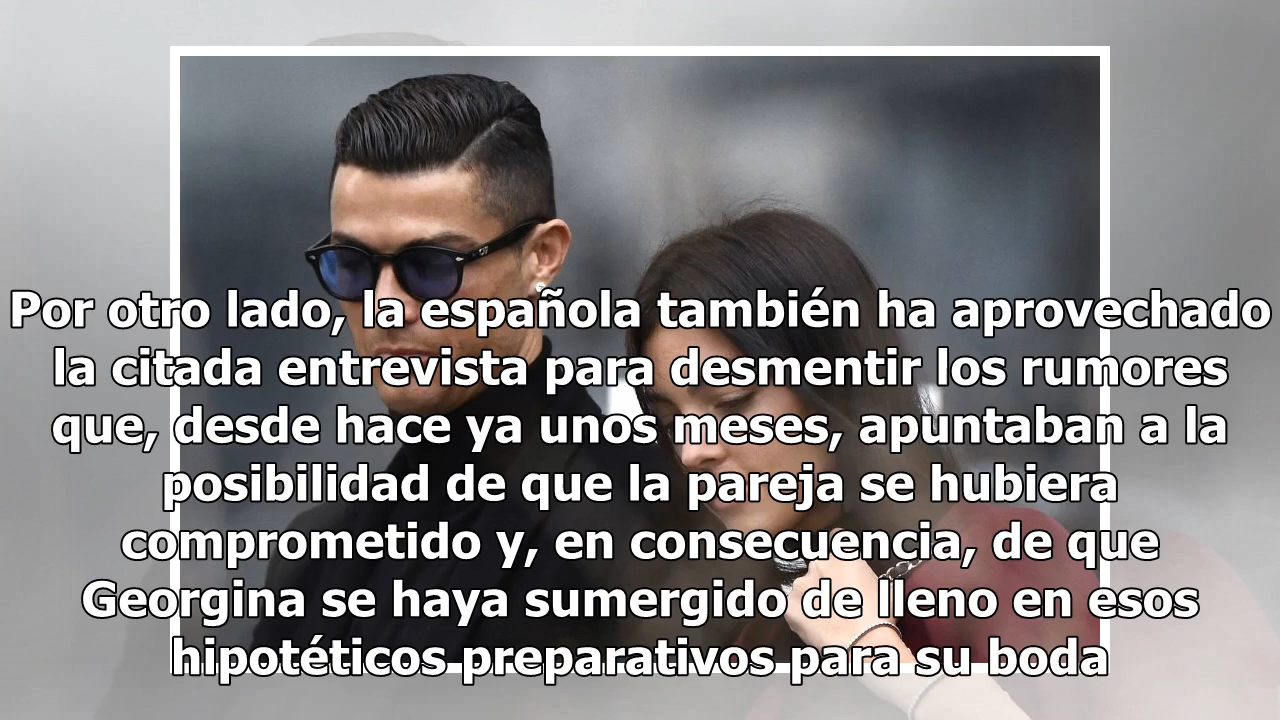 Por otro lado, la española también ha aprovechado
la citada entrevista para desmentir los rumores
que, desde hace ya unos meses, apuntaban a la
posibilidad de que la pareja se hubiera
comprometido y, en consecuencia, de que
Georgina se haya sumergido de lleno en esos
hipotéticos preparativos para su boda